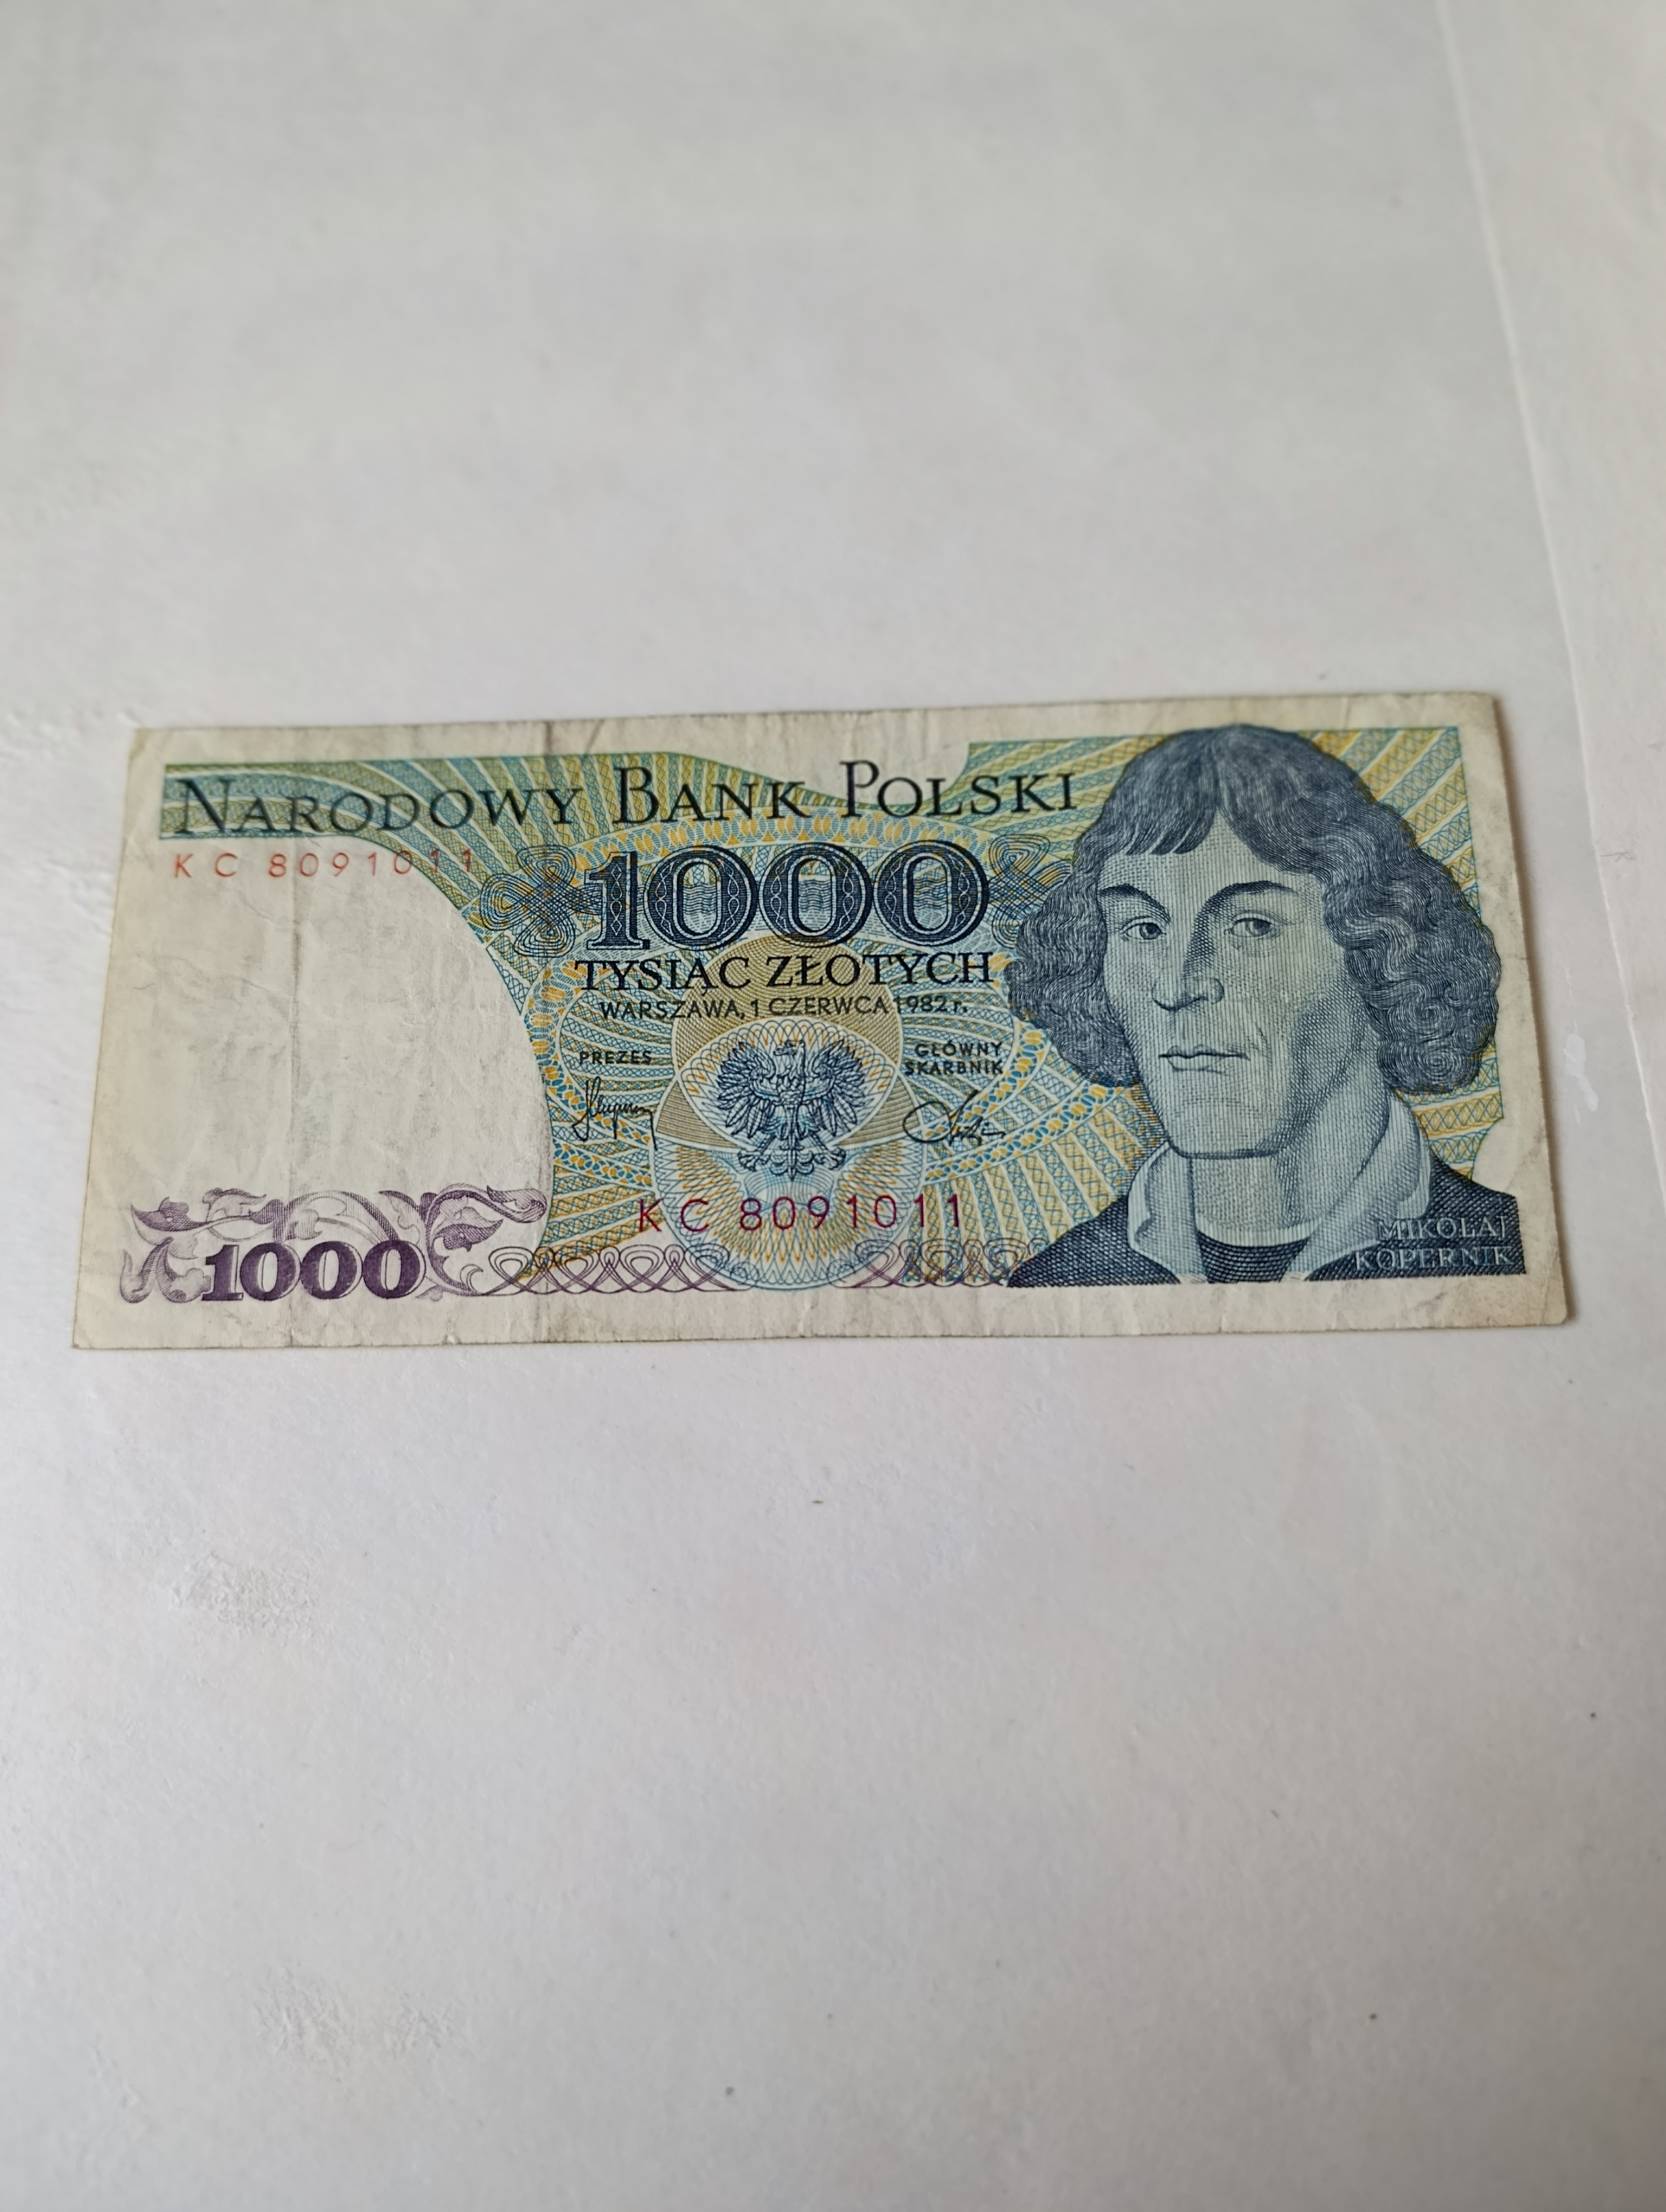 NARODOWY BANK POLSKI
KC 8091011
1000
TYSIĄC ZŁOTYCH
WARSZAWA, 1 CZERWCA 1982 r.
PREZES
GŁÓWNY
SKARBNIK
KC 8091011
1000
MIKOŁAJ
KOPERNIK